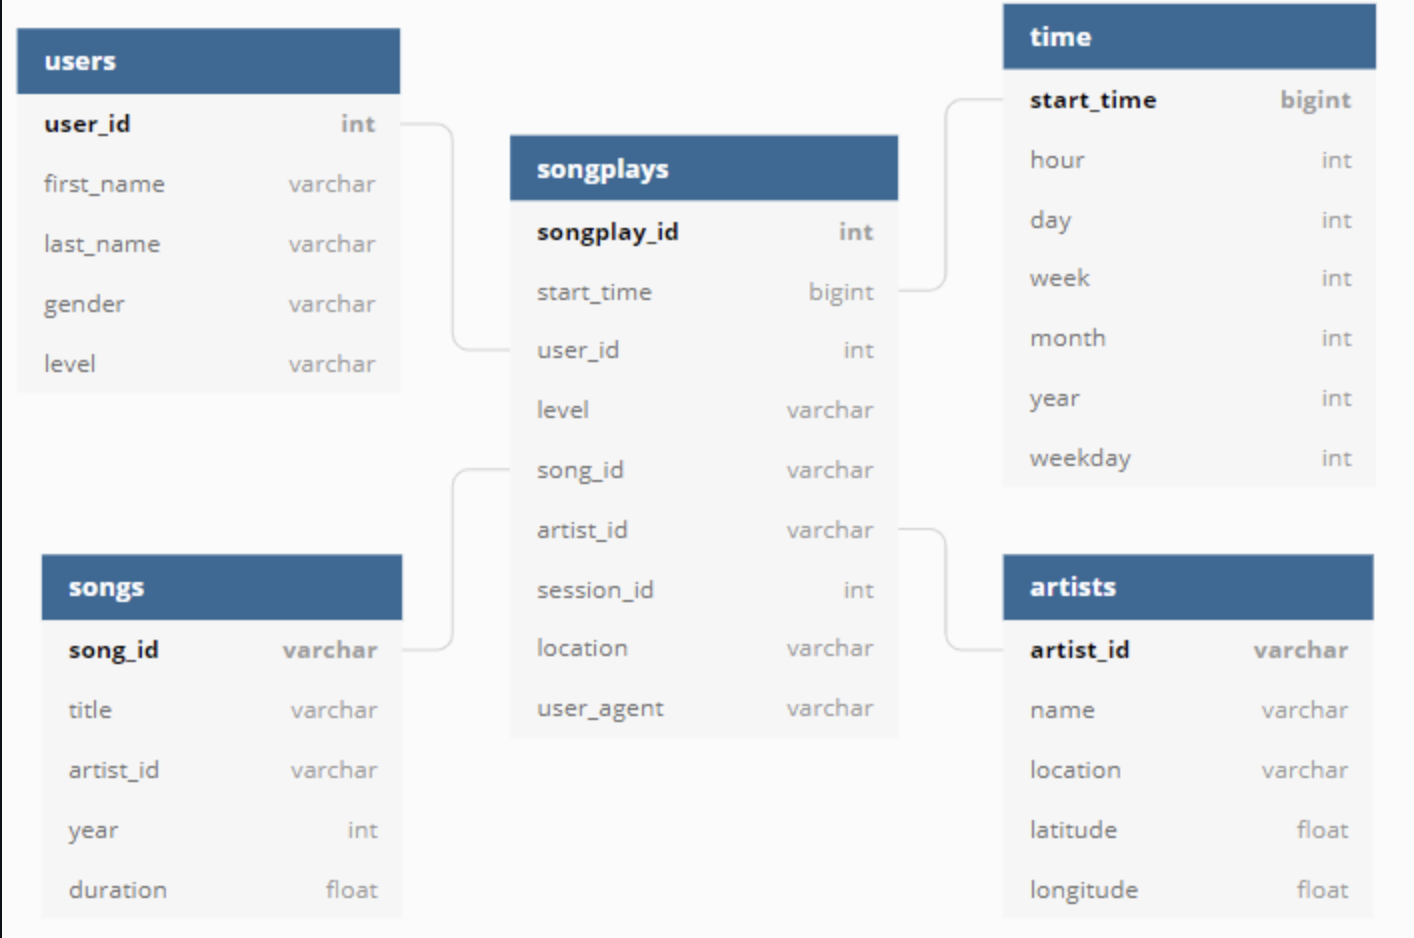 users
user_id int
first_name varchar
last_name varchar
gender varchar
level varchar
songplays
songplay_id int
start_time bigint
user_id int
level varchar
song_id varchar
artist_id varchar
session_id int
location varchar
user_agent varchar
time
start_time bigint
hour int
day int
week int
month int
year int
weekday int
songs
song_id varchar
title varchar
artist_id varchar
year int
duration float
artists
artist_id varchar
name varchar
location varchar
latitude float
longitude float